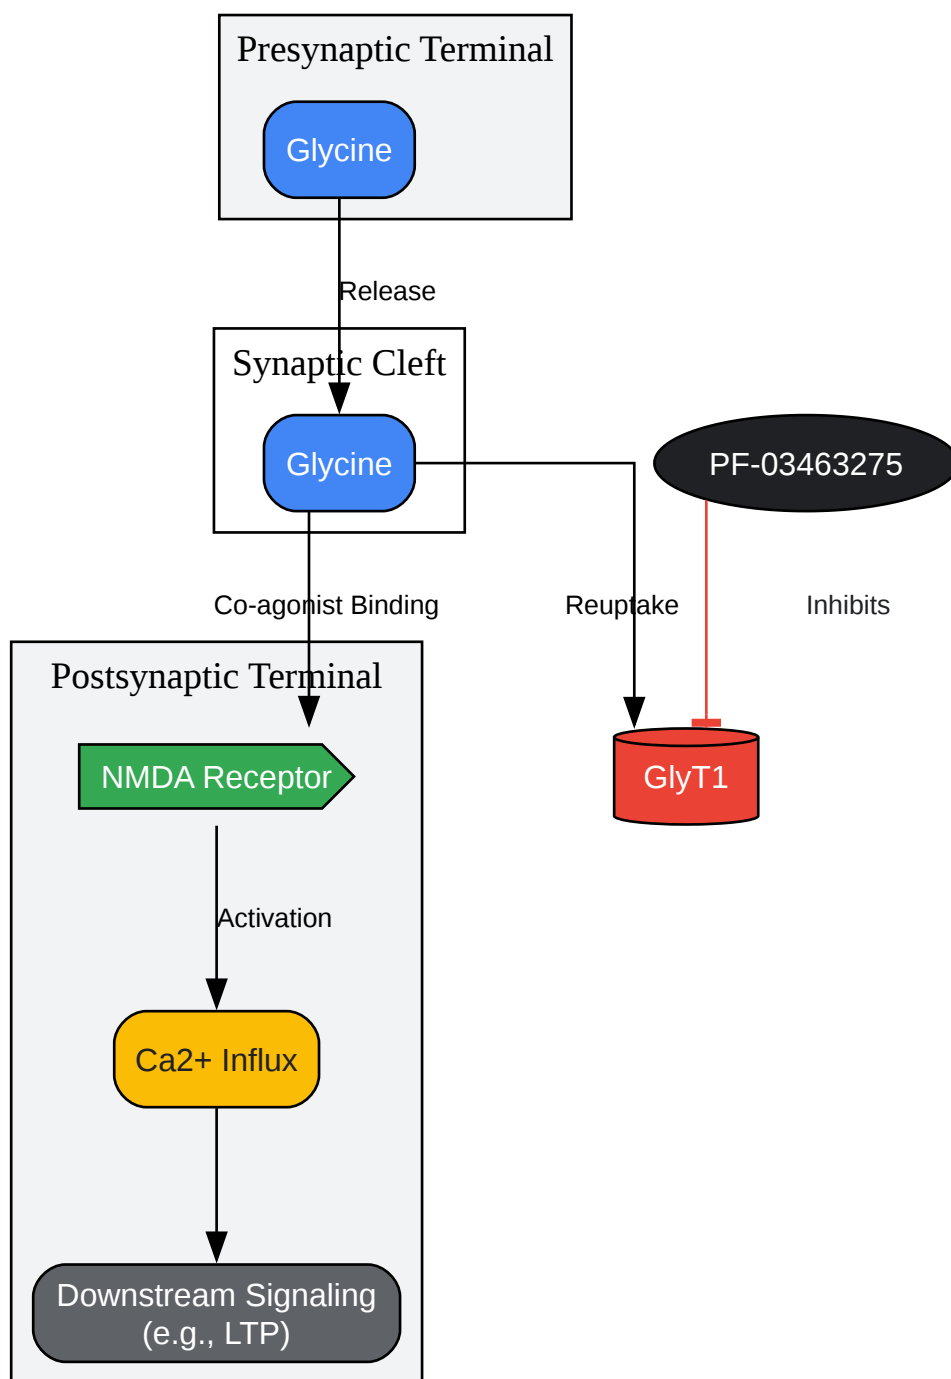 Presynaptic Terminal
Glycine
Release
Synaptic Cleft
Glycine
PF-03463275
Co-agonist Binding
Reuptake
Inhibits
Postsynaptic Terminal
NMDA Receptor
GlyT1
Activation
Ca2+ Influx
Downstream Signaling
(e.g., LTP)